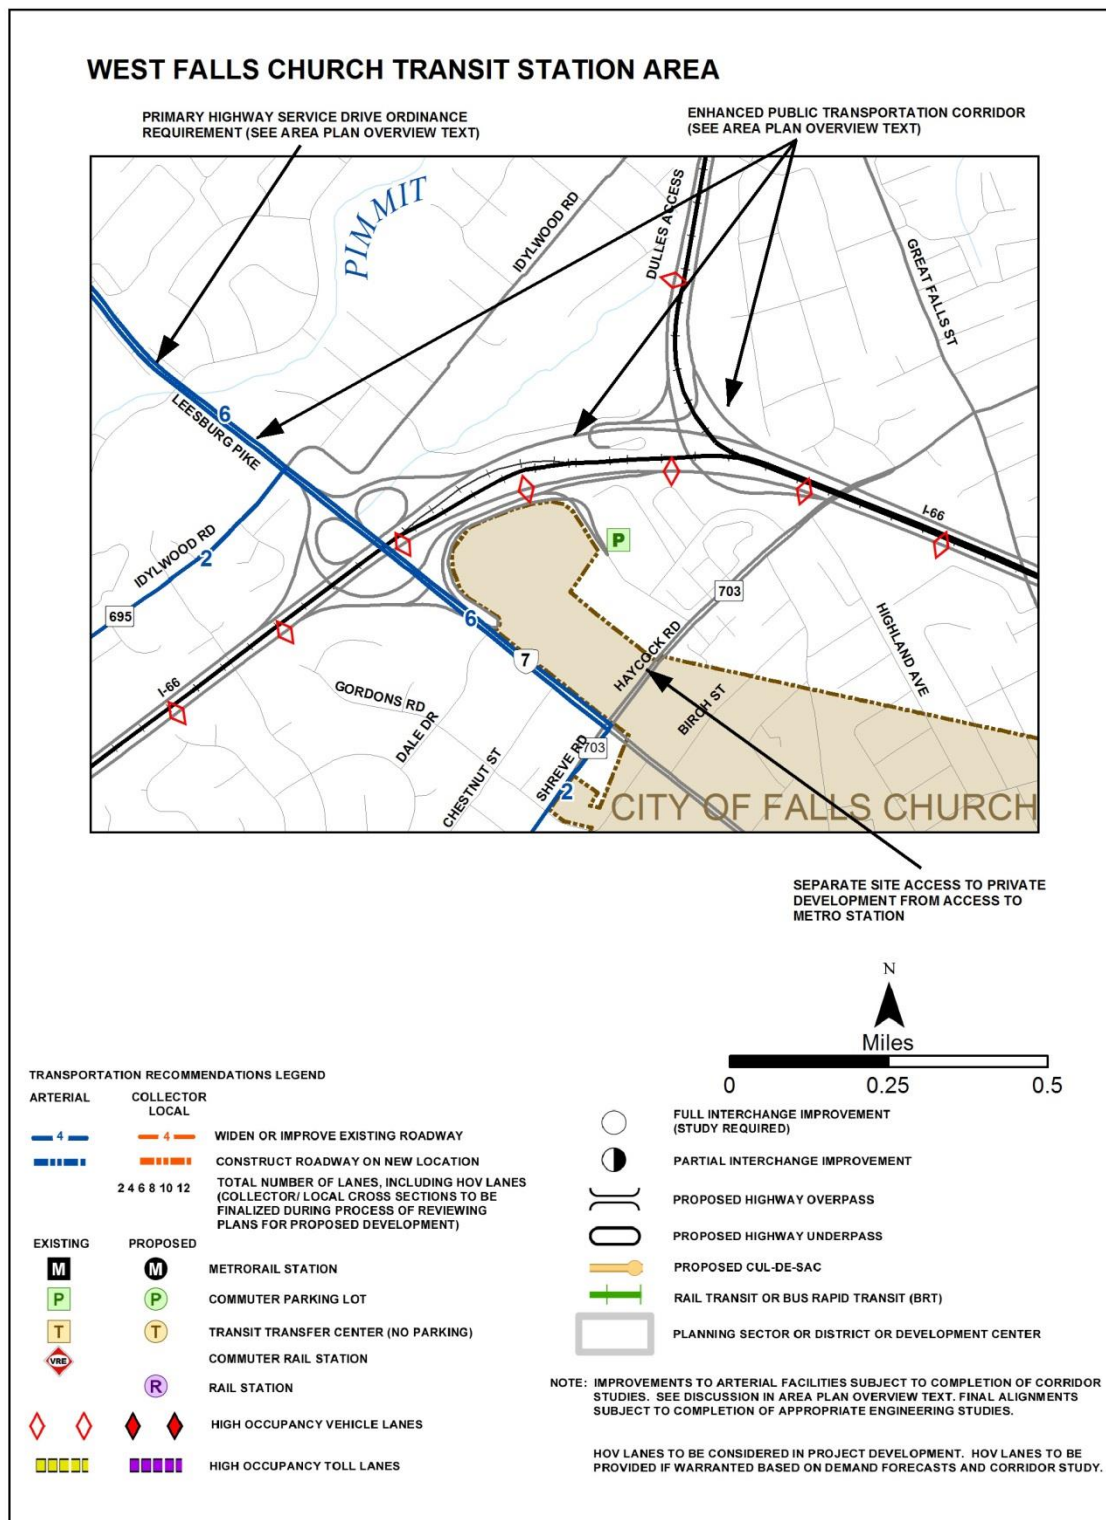 WEST FALLS CHURCH TRANSIT STATION AREA
PRIMARY HIGHWAY SERVICE DRIVE ORDINANCE
REQUIREMENT (SEE AREA PLAN OVERVIEW TEXT)
ENHANCED PUBLIC TRANSPORTATION CORRIDOR
(SEE AREA PLAN OVERVIEW TEXT)
PIMMIT
IDYLWOOD RD
DULLES ACCESS
GREAT FALLS ST
6
LEESBURG PIKE
I-66
IDYLWOOD RD
2
P
695
703
6
HIGHLAND AVE
HAYCOCK RD
7
I-66
GORDONS RD
BIRCH ST
DALE DR
703
CHESTNUT ST
SHREVE RD
2
CITY OF FALLS CHURCH
SEPARATE SITE ACCESS TO PRIVATE
DEVELOPMENT FROM ACCESS TO
METRO STATION
N
Miles
0 0.25 0.5
TRANSPORTATION RECOMMENDATIONS LEGEND
ARTERIAL
COLLECTOR
LOCAL
4 4 WIDEN OR IMPROVE EXISTING ROADWAY
CONSTRUCT ROADWAY ON NEW LOCATION
2 4 6 8 10 12
TOTAL NUMBER OF LANES, INCLUDING HOV LANES
(COLLECTOR/ LOCAL CROSS SECTIONS TO BE
FINALIZED DURING PROCESS OF REVIEWING
PLANS FOR PROPOSED DEVELOPMENT)
EXISTING PROPOSED
M M METRORAIL STATION
P P COMMUTER PARKING LOT
T T TRANSIT TRANSFER CENTER (NO PARKING)
VRE COMMUTER RAIL STATION
R RAIL STATION
HIGH OCCUPANCY VEHICLE LANES
HIGH OCCUPANCY TOLL LANES
FULL INTERCHANGE IMPROVEMENT
(STUDY REQUIRED)
PARTIAL INTERCHANGE IMPROVEMENT
PROPOSED HIGHWAY OVERPASS
PROPOSED HIGHWAY UNDERPASS
PROPOSED CUL-DE-SAC
RAIL TRANSIT OR BUS RAPID TRANSIT (BRT)
PLANNING SECTOR OR DISTRICT OR DEVELOPMENT CENTER
NOTE: IMPROVEMENTS TO ARTERIAL FACILITIES SUBJECT TO COMPLETION OF CORRIDOR
STUDIES. SEE DISCUSSION IN AREA PLAN OVERVIEW TEXT. FINAL ALIGNMENTS
SUBJECT TO COMPLETION OF APPROPRIATE ENGINEERING STUDIES.
HOV LANES TO BE CONSIDERED IN PROJECT DEVELOPMENT. HOV LANES TO BE
PROVIDED IF WARRANTED BASED ON DEMAND FORECASTS AND CORRIDOR STUDY.